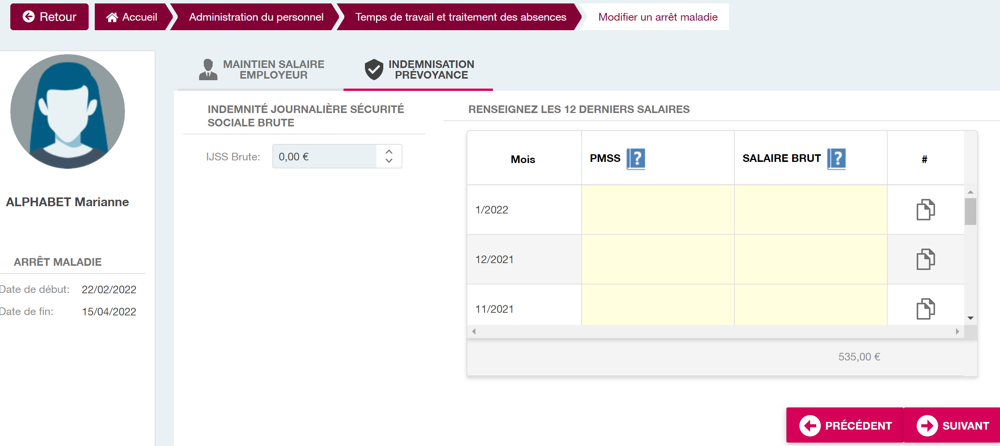 Retour
Accueil
Administration du personnel
Temps de travail et traitement des absences
Modifier un arrêt maladie
ALPHABET Marianne
ARRÊT MALADIE
Date de début: 22/02/2022
Date de fin: 15/04/2022
MAINTIEN SALAIRE
EMPLOYEUR
INDEMNISATION
PRÉVOYANCE
INDEMNITÉ JOURNALIÈRE SÉCURITÉ
SOCIALE BRUTE
IJSS Brute: 0,00 €
RENSEIGNEZ LES 12 DERNIERS SALAIRES
Mois PMSS ? SALAIRE BRUT ? #
1/2022
12/2021
11/2021
535,00 €
PRÉCÉDENT
SUIVANT